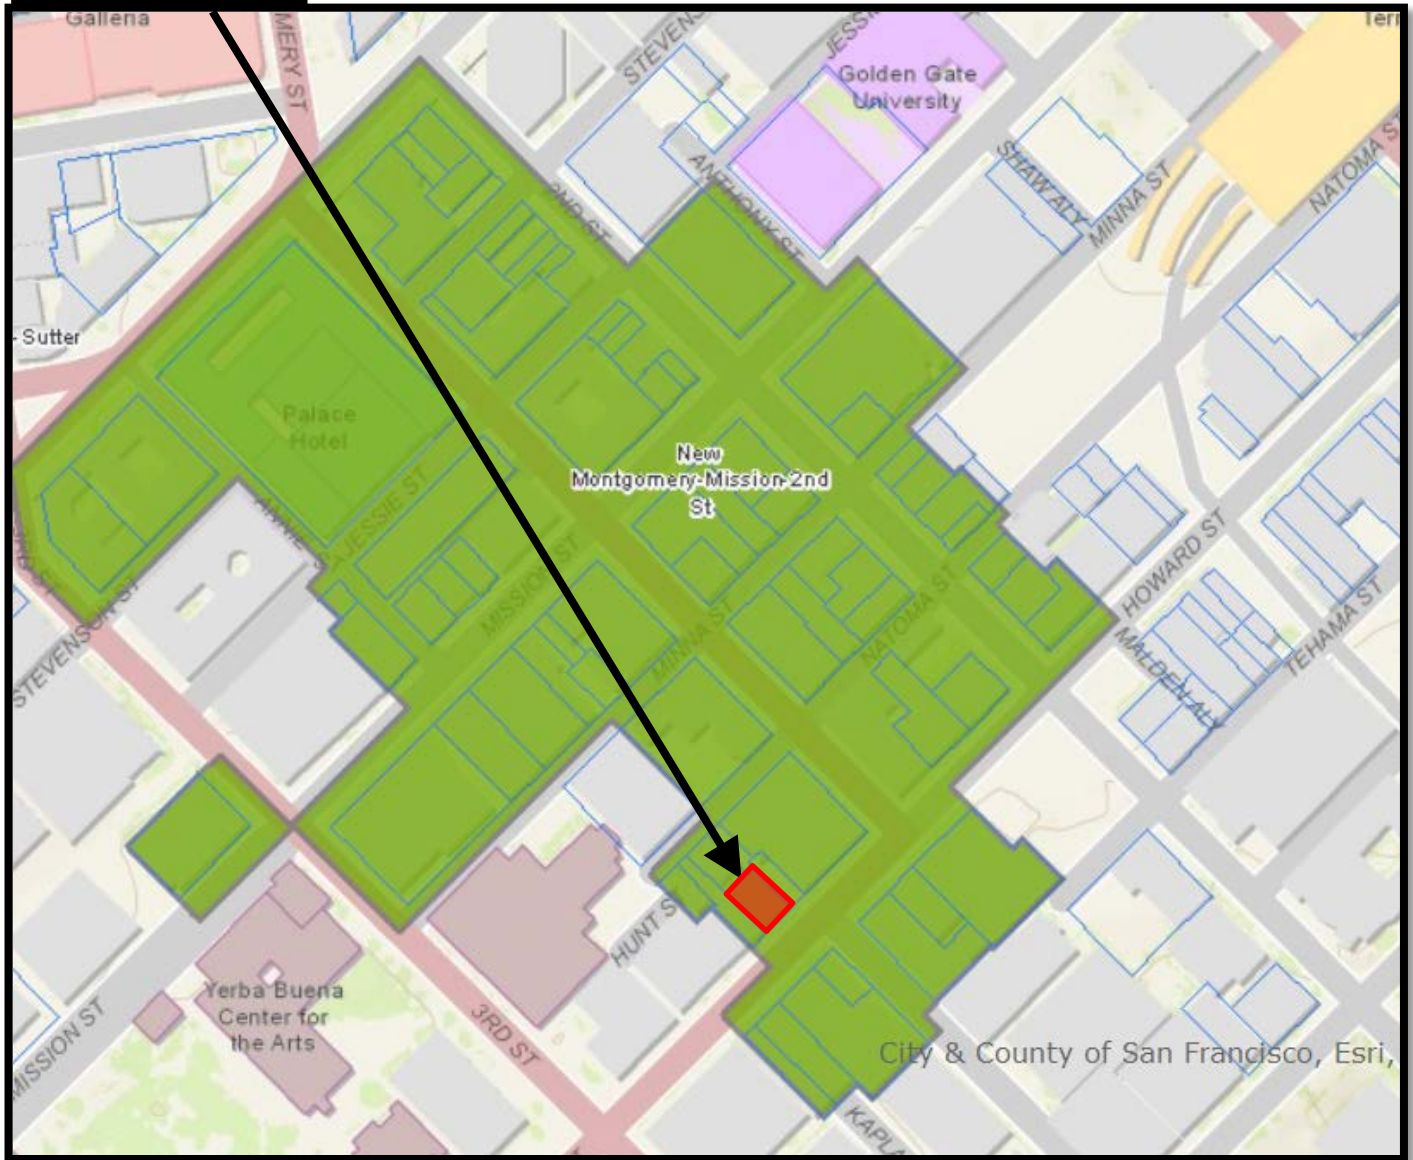 Galleria
MERY ST
STEVENS
JESSI
Golden Gate
University
Terr
NATOMA ST
SHAW ALY
MINNA ST
ANTHONY ST
2ND ST
- Sutter
Palace
Hotel
New
Montgomery-Mission-2nd
St
ANNIE S
JESSIE ST
3RD ST
STEVENSON ST
MISSION ST
MINNA ST
NATOMA ST
HOWARD ST
MALDEN ALY
TEHAMA ST
HUNT S
Yerba Buena
Center for
the Arts
MISSION ST
3RD ST
City & County of San Francisco, Esri,
KAPLA